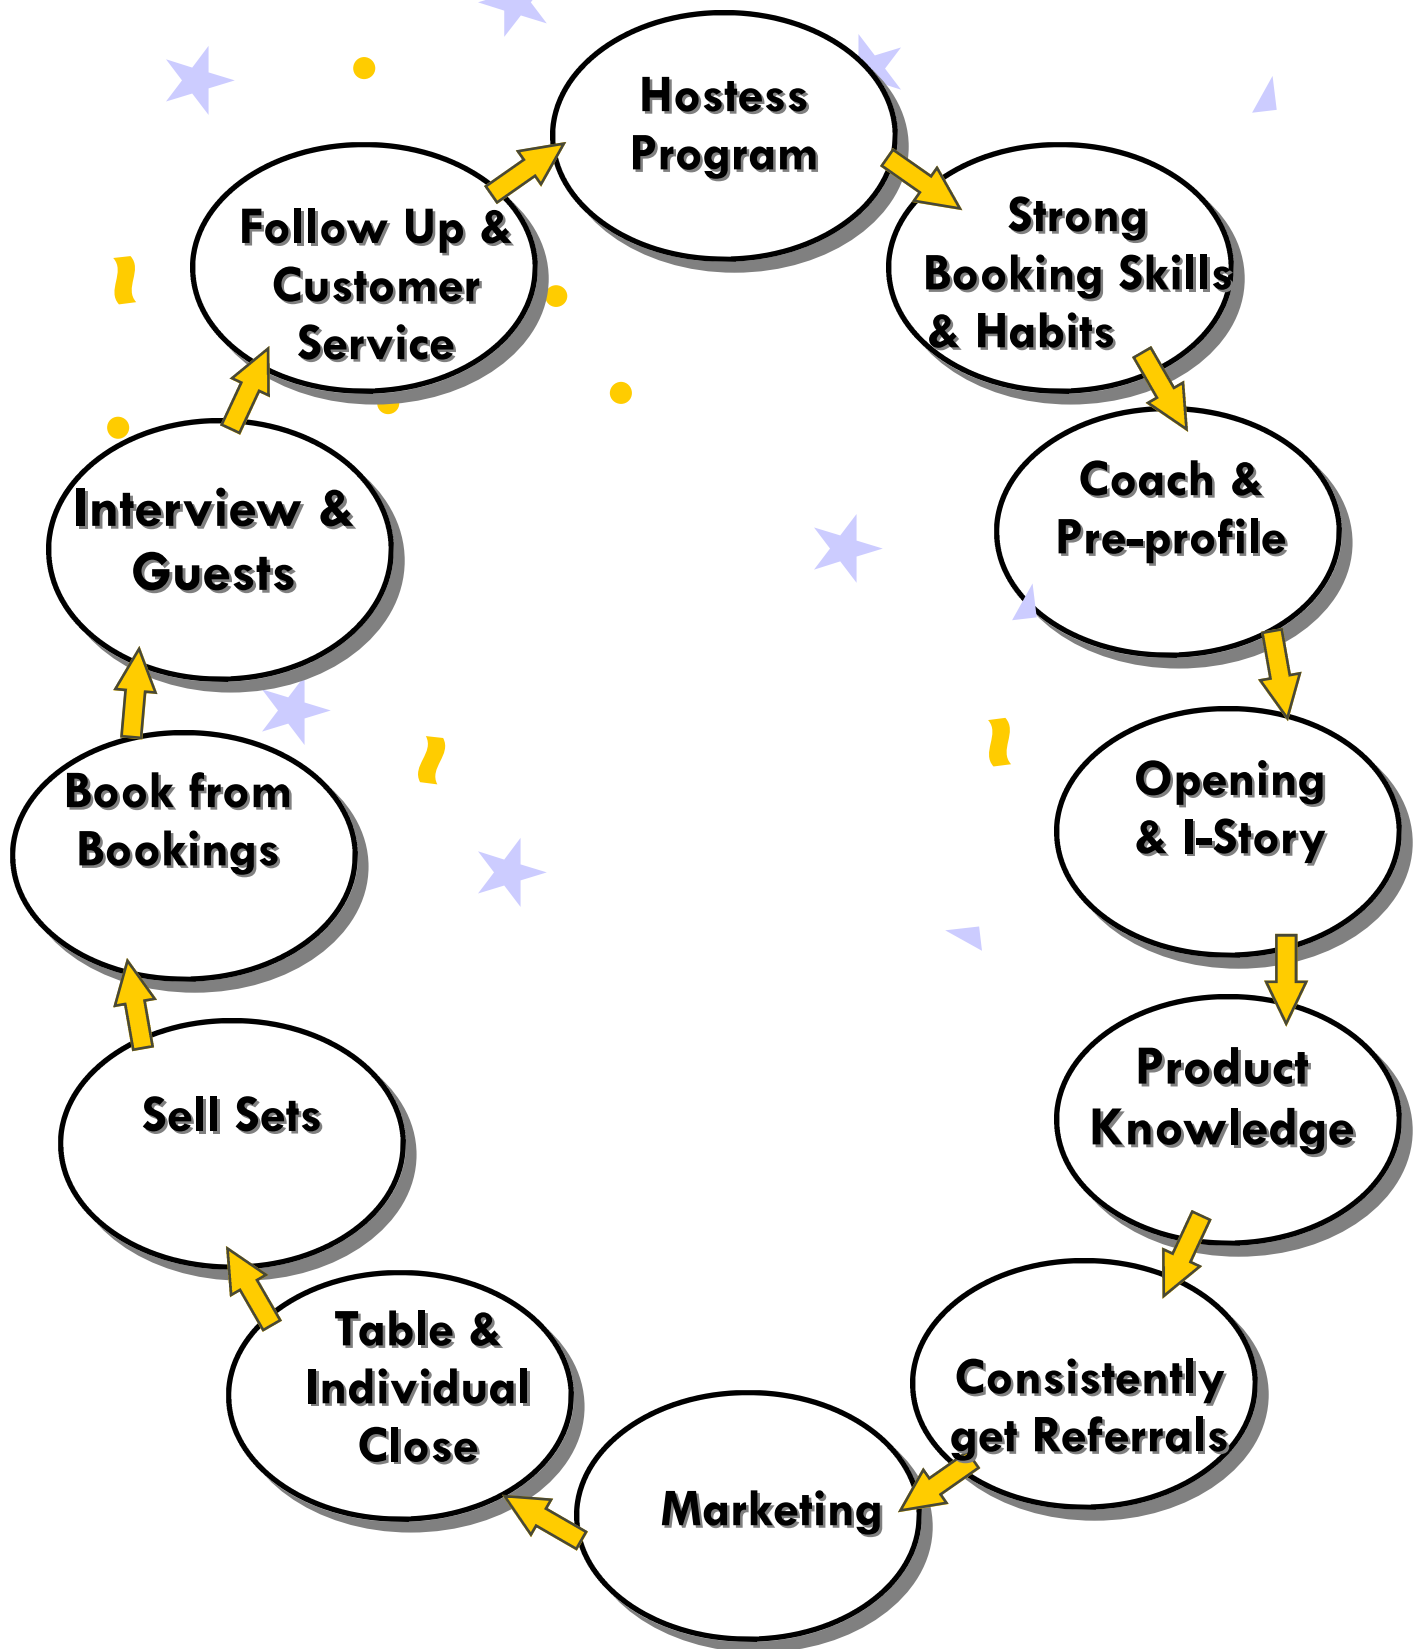 Hostess
Program
Strong
Booking Skills
& Habits
Coach &
Pre-profile
Opening
& I-Story
Product
Knowledge
Consistently
get Referrals
Marketing
Table &
Individual
Close
Sell Sets
Book from
Bookings
Interview &
Guests
Follow Up &
Customer
Service